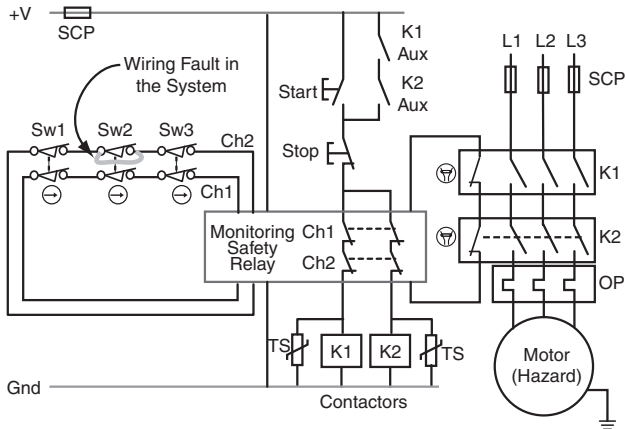 +V
SCP
K1
Aux
L1 L2 L3
Wiring Fault in
the System
K2
Aux
SCP
Start
Sw1 Sw2 Sw3
Ch2
Stop
K1
Ch1
Monitoring
Safety
Relay
Ch1
Ch2
K2
OP
TS
K1
K2
TS
Motor
(Hazard)
Gnd
Contactors